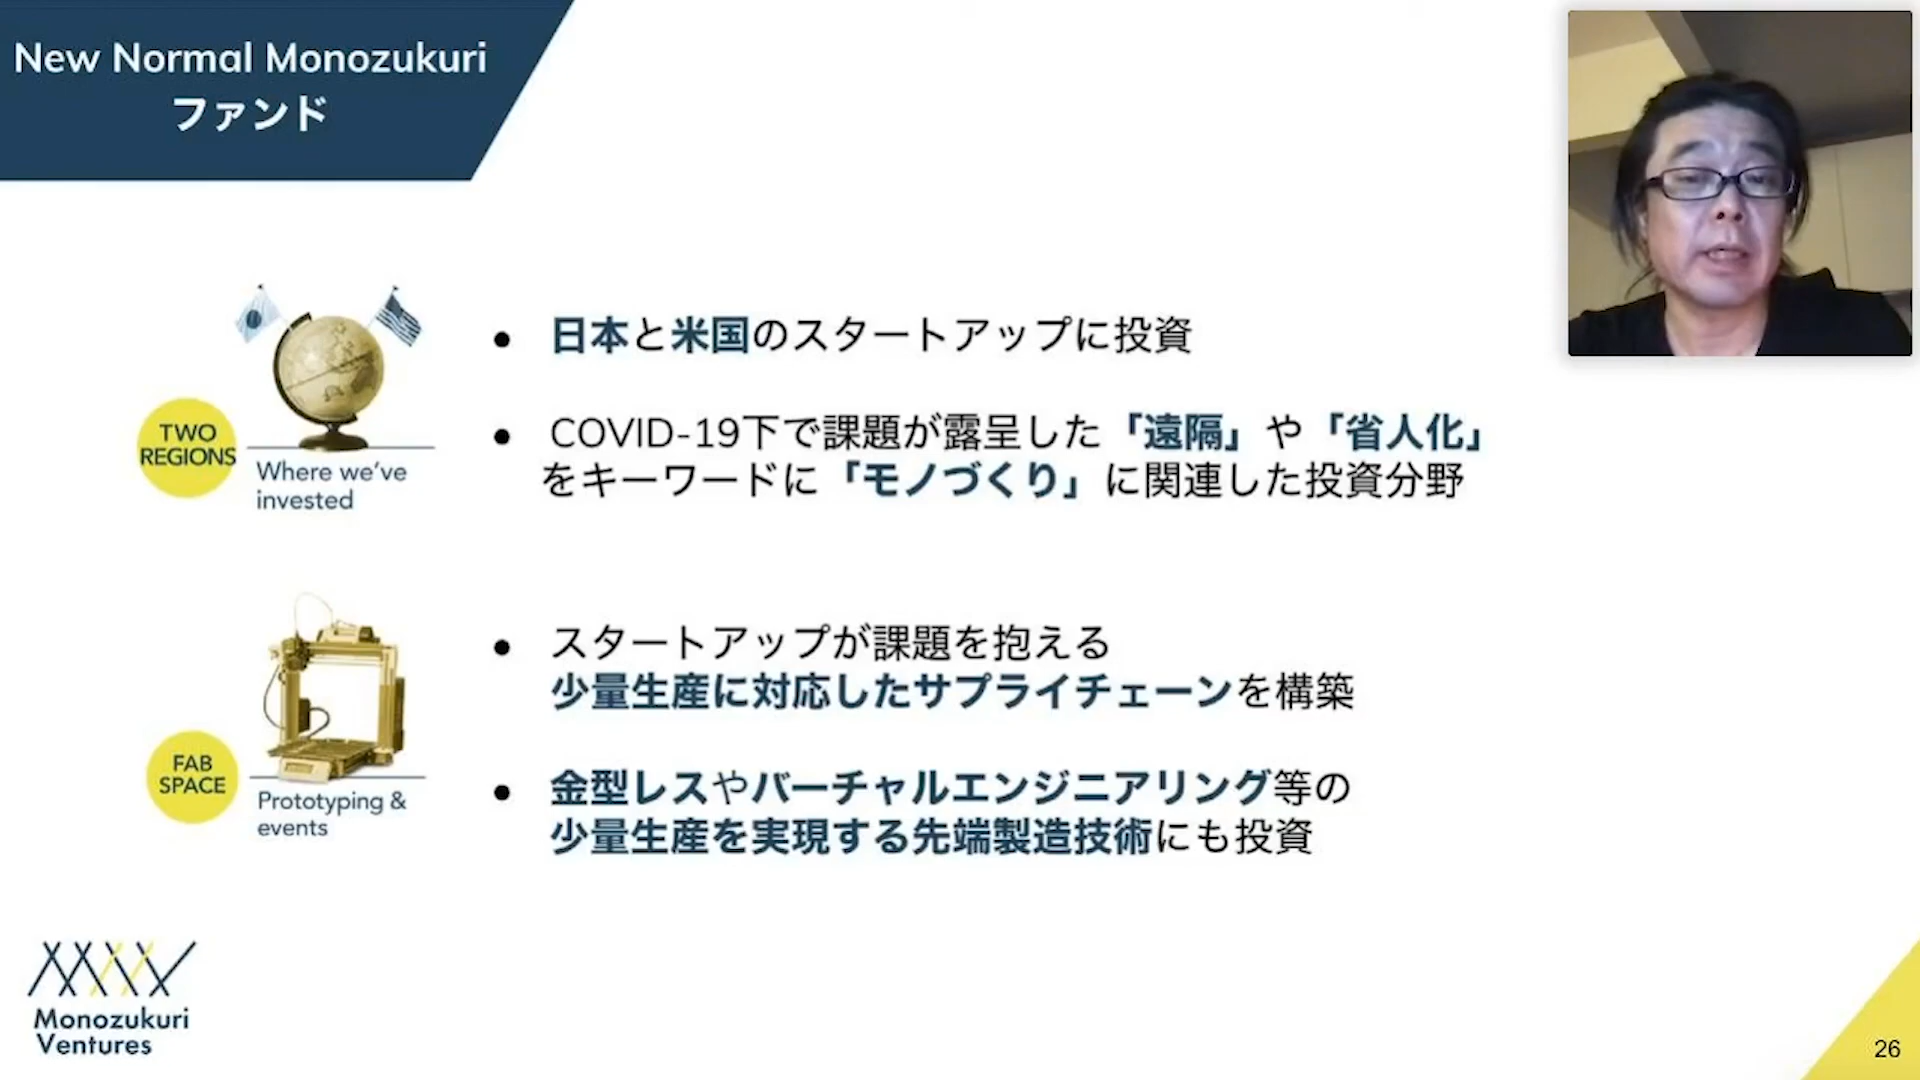 New Normal Monozukuri
ファンド
TWO
REGIONS
Where we've
invested
● 日本と米国のスタートアップに投資
● COVID-19下で課題が露呈した「遠隔」や「省人化」
をキーワードに「モノづくり」に関連した投資分野
FAB
SPACE
Prototyping &
events
● スタートアップが課題を抱える
少量生産に対応したサプライチェーンを構築
● 金型レスやバーチャルエンジニアリング等の
少量生産を実現する先端製造技術にも投資
Monozukuri
Ventures
26